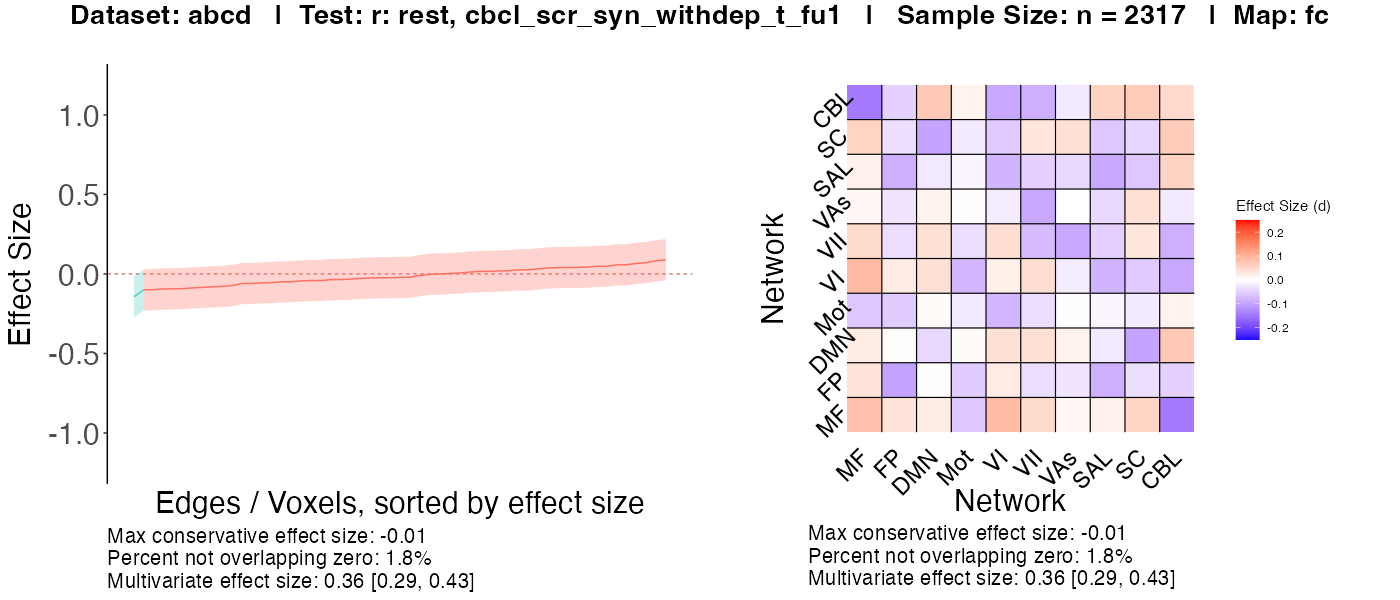 Dataset: abcd | Test: r: rest, cbcl_scr_syn_withdep_t_fu1 | Sample Size: n = 2317 | Map: fc
Effect Size
1.0
0.5
0.0
-0.5
-1.0
Edges / Voxels, sorted by effect size
Max conservative effect size: -0.01
Percent not overlapping zero: 1.8%
Multivariate effect size: 0.36 [0.29, 0.43]
Network
CBL
SC
SAL
VAs
VII
VI
Mot
DMN
FP
MF
MF FP DMN Mot VI VII VAs SAL SC CBL
Network
Max conservative effect size: -0.01
Percent not overlapping zero: 1.8%
Multivariate effect size: 0.36 [0.29, 0.43]
Effect Size (d)
0.2
0.1
0.0
-0.1
-0.2